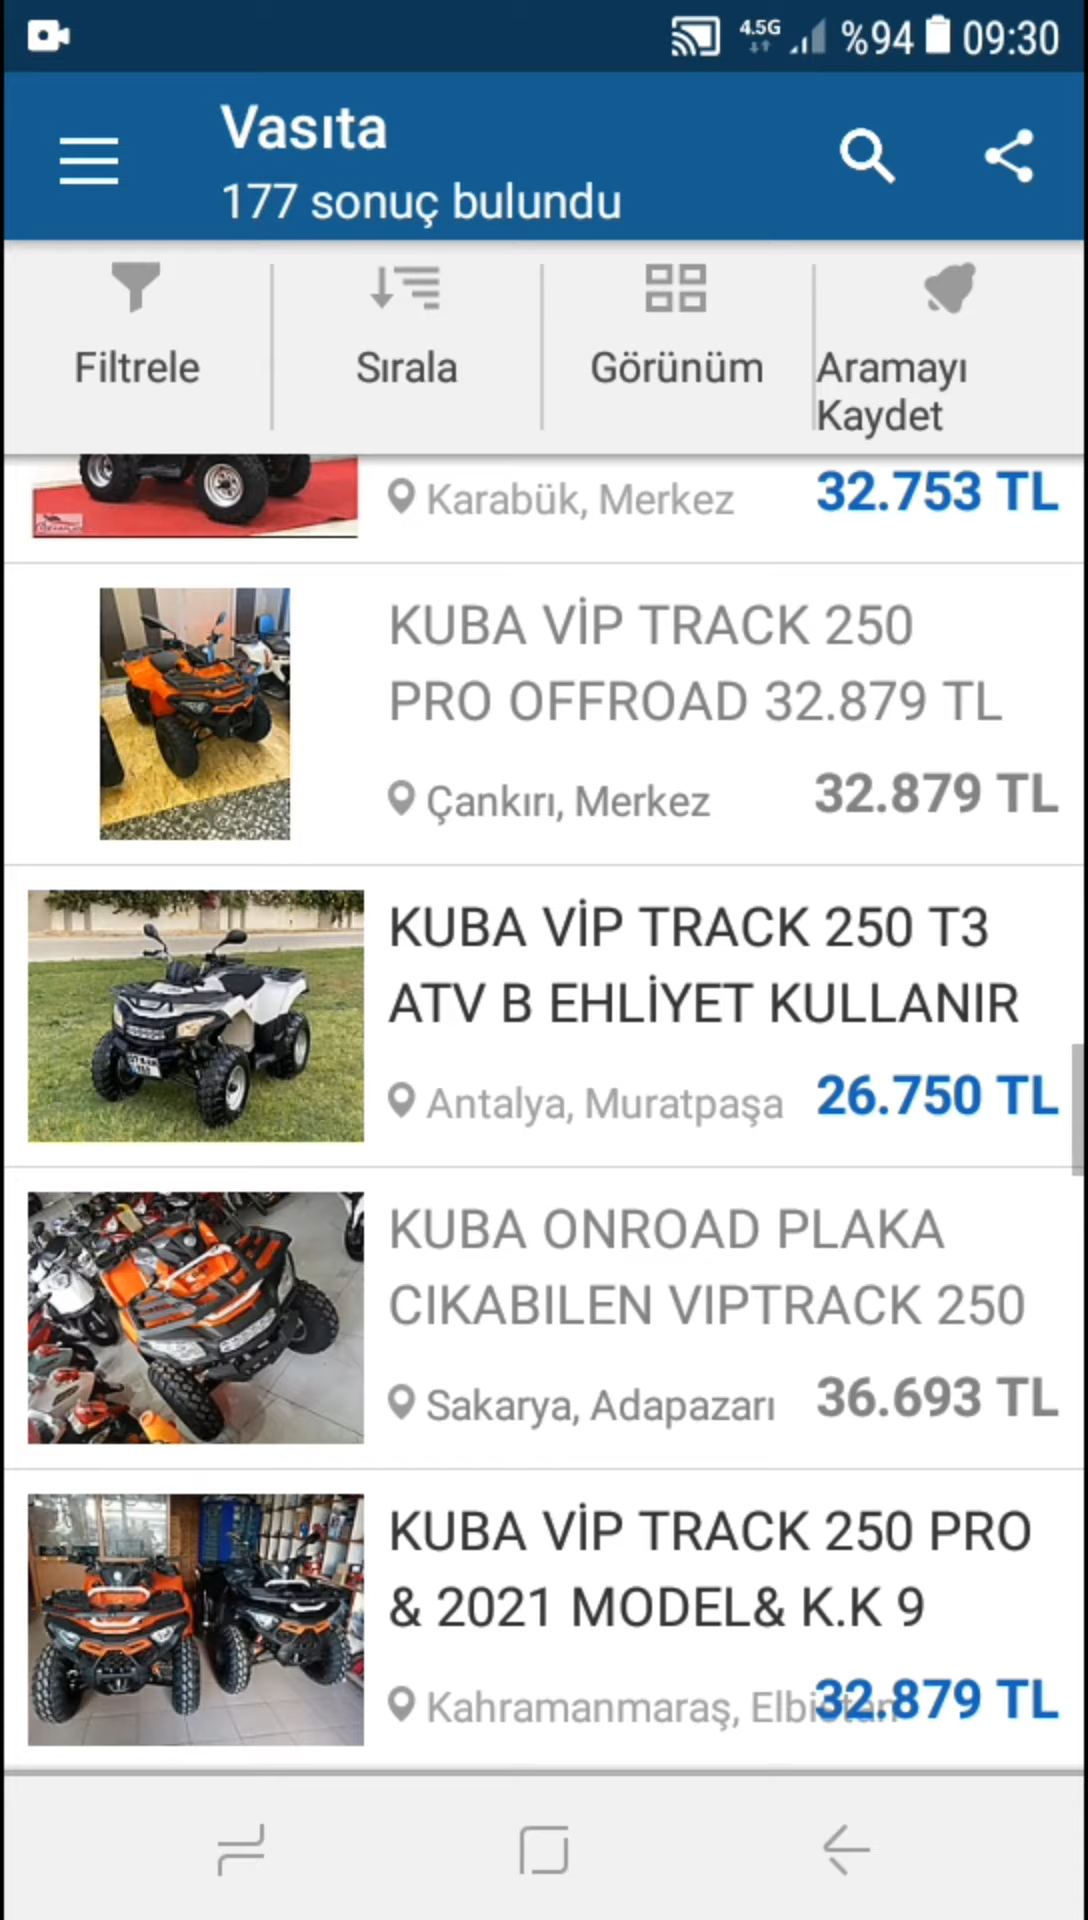 4.5G %94 09:30
Vasıta
177 sonuç bulundu
Filtrele
Sırala
Görünüm
Aramayı
Kaydet
Karabük, Merkez 32.753 TL
KUBA VİP TRACK 250
PRO OFFROAD 32.879 TL
Çankırı, Merkez 32.879 TL
KUBA VİP TRACK 250 T3
ATV B EHLİYET KULLANIR
Antalya, Muratpaşa 26.750 TL
KUBA ONROAD PLAKA
CIKABILEN VIPTRACK 250
Sakarya, Adapazarı 36.693 TL
KUBA VİP TRACK 250 PRO
& 2021 MODEL& K.K 9
Kahramanmaraş, Elbistan 32.879 TL